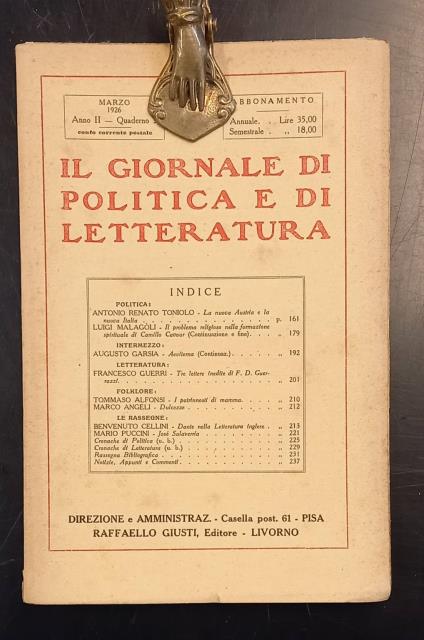 MARZO
1926
Anno II — Quaderno
conto corrente postale
BBONAMENTO
Annuale. . Lire 35,00
Semestrale . „ 18,00
IL GIORNALE DI
POLITICA E DI
LETTERATURA
INDICE
POLITICA:
ANTONIO RENATO TONIOLO - La nuova Austria e la
nuova Italia . . . . . . . . . . . . p. 161
LUIGI MALAGÒLI - Il problema religioso nella formazione
spirituale di Camillo Cavour (Continuazione e fine). . . . „ 179
INTERMEZZO:
AUGUSTO GARSIA - (Continuaz.). . . . . . „ 192
LETTERATURA:
FRANCESCO GUERRI - Tre lettere inedite di F. D. Guer-
razzi. . . . . . . . . . . . . . „ 201
FOLKLORE:
TOMMASO ALFONSI - I patrimenti di mamma. . . . . „ 210
MARCO ANGELI - Dulcezze . . . . . . . . . „ 212
LE RASSEGNE:
BENVENUTO CELLINI - Dante nella Letteratura inglese . „ 213
MARIO PUCCINI - José Salaverria . . . . . . . „ 221
Cronache di Politica (u. b.) . . . . . . . . . „ 225
Cronache di Letteratura (u. b.) . . . . . . . . „ 229
Rassegna Bibliografica . . . . . . . . . . . „ 231
Notizie, Appunti e Commenti . . . . . . . . . „ 237
DIREZIONE e AMMINISTRAZ. - Casella post. 61 - PISA
RAFFAELLO GIUSTI, Editore - LIVORNO